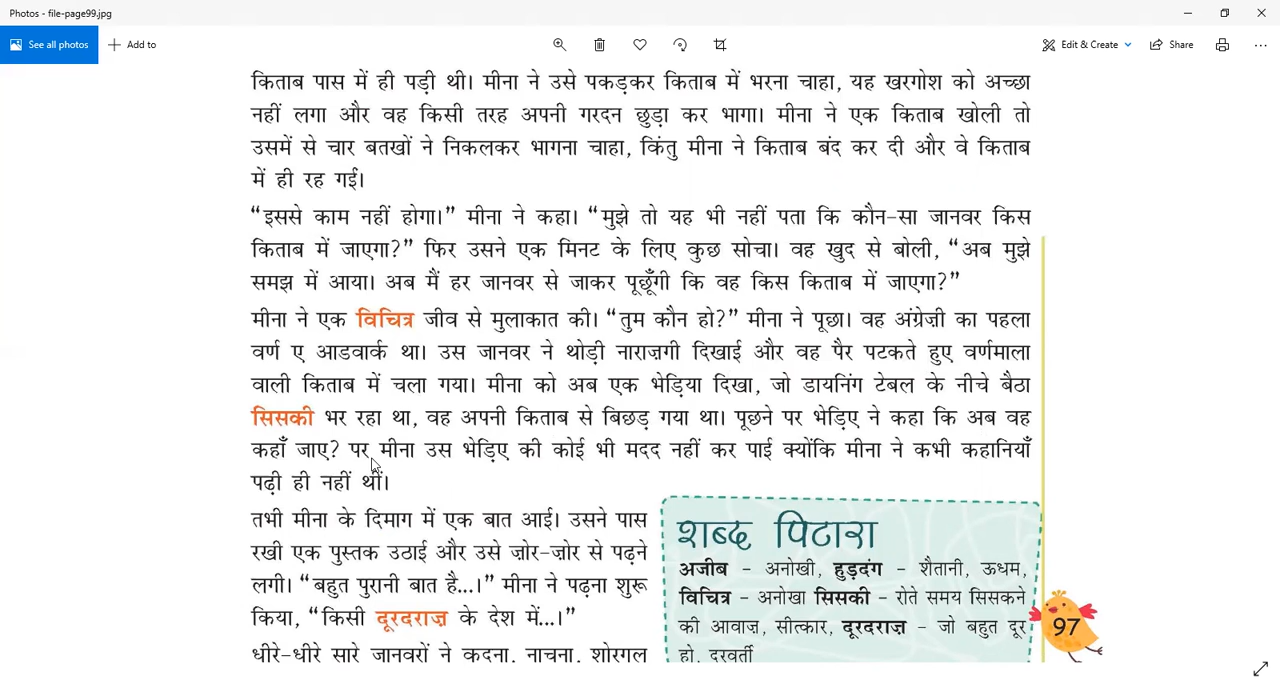 Photos - file-page99.jpg
See all photos
Add to
Edit & Create
Share
किताब पास में ही पड़ी थी। मीना ने उसे पकड़कर किताब में भरना चाहा, यह खरगोश को अच्छा
नहीं लगा और वह किसी तरह अपनी गरदन छुड़ा कर भागा। मीना ने एक किताब खोली तो
उसमें से चार बतखों ने निकलकर भागना चाहा, किंतु मीना ने किताब बंद कर दी और वे किताब
में ही रह गईं।
“इससे काम नहीं होगा।” मीना ने कहा। “मुझे तो यह भी नहीं पता कि कौन-सा जानवर किस
किताब में जाएगा?” फिर उसने एक मिनट के लिए कुछ सोचा। वह खुद से बोली, “अब मुझे
समझ में आया। अब मैं हर जानवर से जाकर पूछूँगी कि वह किस किताब में जाएगा?”
मीना ने एक विचित्र जीव से मुलाकात की। “तुम कौन हो?” मीना ने पूछा। वह अंग्रेज़ी का पहला
वर्ण ए आडवार्क था। उस जानवर ने थोड़ी नाराज़गी दिखाई और वह पैर पटकते हुए वर्णमाला
वाली किताब में चला गया। मीना को अब एक भेड़िया दिखा, जो डायनिंग टेबल के नीचे बैठा
सिसकी भर रहा था, वह अपनी किताब से बिछड़ गया था। पूछने पर भेड़िए ने कहा कि अब वह
कहाँ जाए? पर मीना उस भेड़िए की कोई भी मदद नहीं कर पाई क्योंकि मीना ने कभी कहानियाँ
पढ़ी ही नहीं थीं।
तभी मीना के दिमाग में एक बात आई। उसने पास
रखी एक पुस्तक उठाई और उसे ज़ोर-ज़ोर से पढ़ने
लगी। “बहुत पुरानी बात है...।” मीना ने पढ़ना शुरू
किया, “किसी दूरदराज़ के देश में...।”
धीरे-धीरे सारे जानवरों ने कूदना, नाचना, शोरगुल
शब्द पिटारा
अजीब - अनोखी, हुड़दंग - शैतानी, ऊधम,
विचित्र - अनोखा सिसकी - रोते समय सिसकने
की आवाज़, सीत्कार, दूरदराज़ - जो बहुत दूर
हो, दूरवर्ती
97